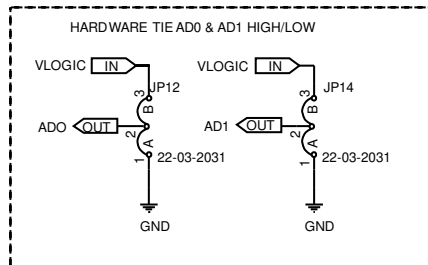 HARDWARE TIE AD0 & AD1 HIGH/LOW
VLOGIC IN
3 JP12
B
ADO OUT
2
A
1 22-03-2031
GND
VLOGIC IN
3 JP14
B
AD1 OUT
2
A
1 22-03-2031
GND